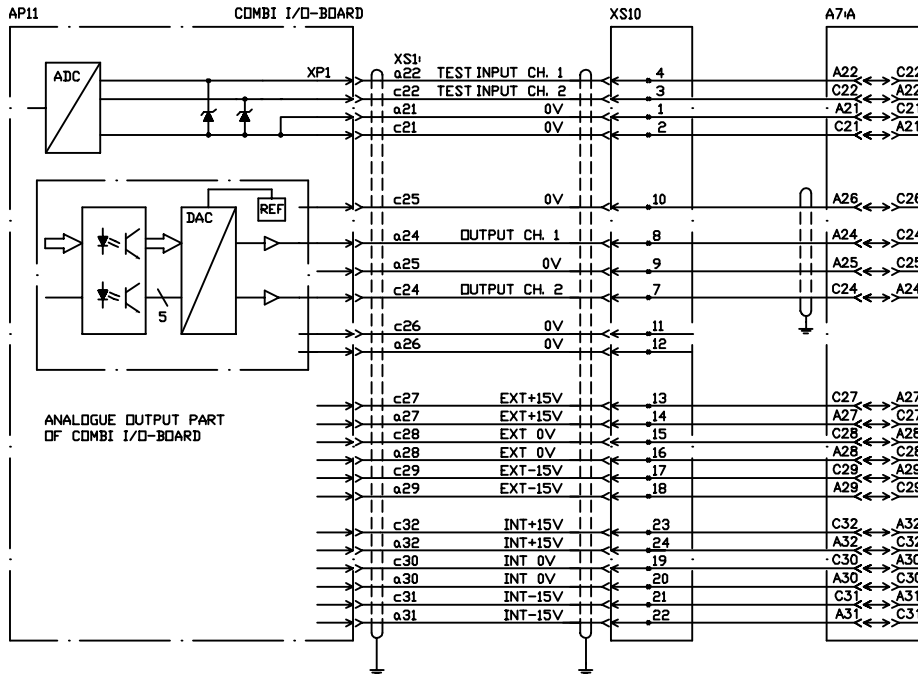 AP11 COMBI I/O-BOARD XS10 A7:A
XS1:
ADC XP1 a22 TEST INPUT CH. 1 4 A22 C22
c22 TEST INPUT CH. 2 3 C22 A22
a21 0V 1 A21 C21
c21 0V 2 C21 A21
c25 0V 10 A26 C26
REF
DAC
a24 OUTPUT CH. 1 8 A24 C24
a25 0V 9 A25 C25
c24 OUTPUT CH. 2 7 C24 A24
5
c26 0V 11
a26 0V 12
c27 EXT+15V 13 C27 A27
ANALOGUE OUTPUT PART
OF COMBI I/O-BOARD
a27 EXT+15V 14 A27 C27
c28 EXT 0V 15 C28 A28
a28 EXT 0V 16 A28 C28
c29 EXT-15V 17 C29 A29
a29 EXT-15V 18 A29 C29
c32 INT+15V 23 C32 A32
a32 INT+15V 24 A32 C32
c30 INT 0V 19 C30 A30
a30 INT 0V 20 A30 C30
c31 INT-15V 21 C31 A31
a31 INT-15V 22 A31 C31